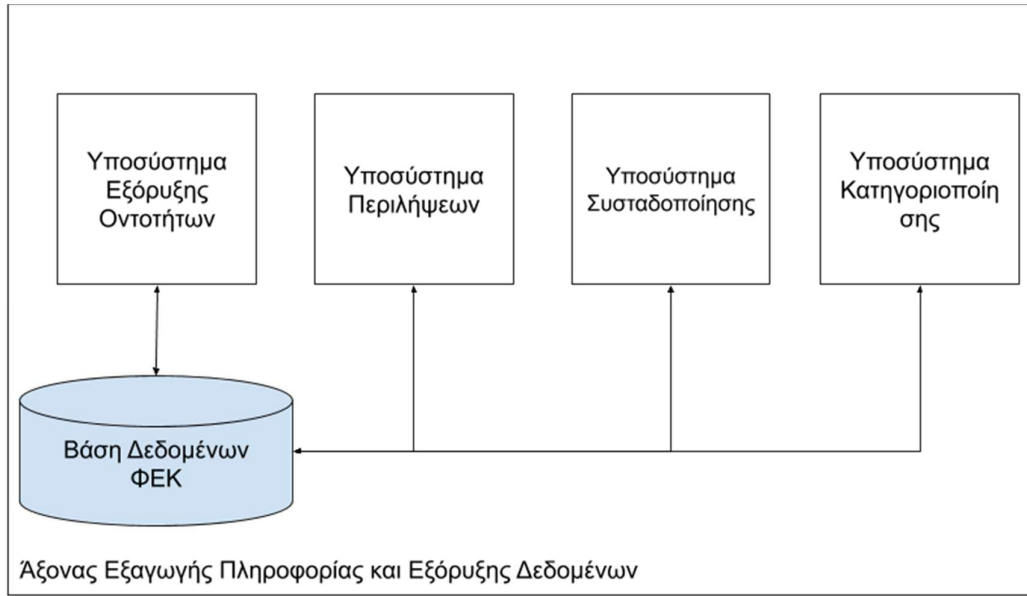 Υποσύστημα
Εξόρυξης
Οντοτήτων
Υποσύστημα
Περιλήψεων
Υποσύστημα
Συσταδοποίησης
Υποσύστημα
Κατηγοριοποίη
σης
Βάση Δεδομένων
ΦΕΚ
Άξονας Εξαγωγής Πληροφορίας και Εξόρυξης Δεδομένων